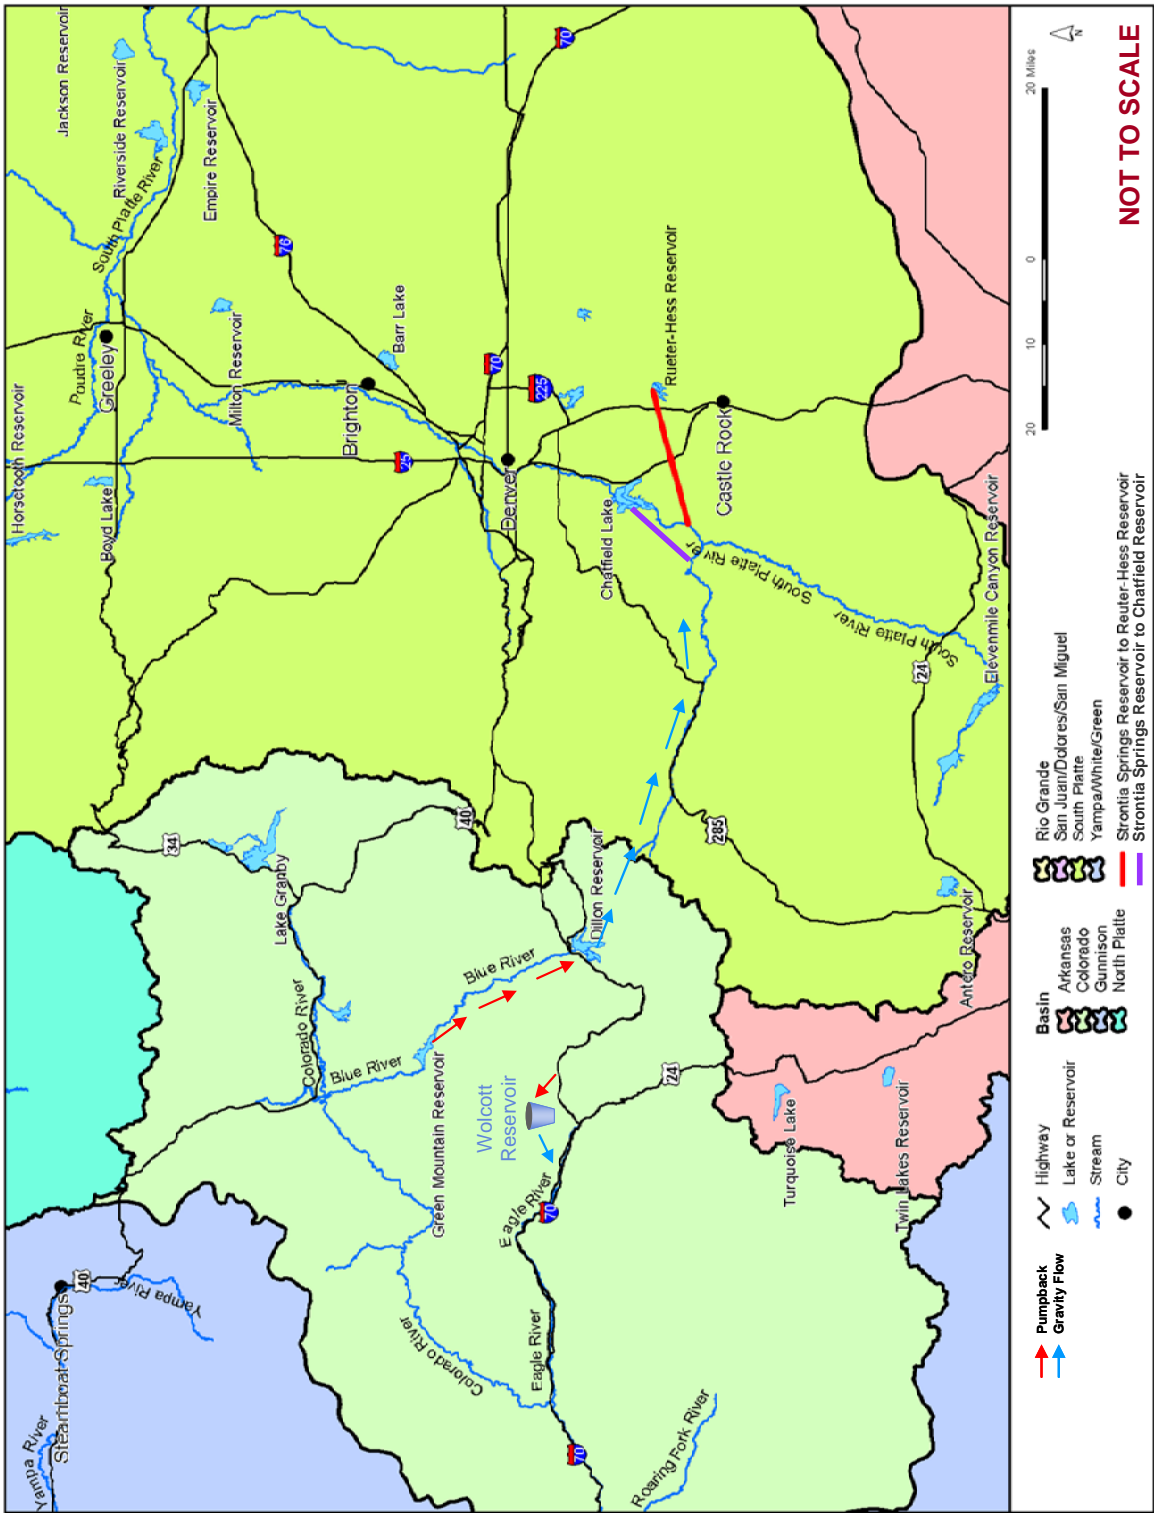 Yampa River
Horsetooth Reservoir
Jackson Reservoir
Steamboat Springs
40
Poudre River
Boyd Lake
Greeley
South Platte River
Riverside Reservoir
Yampa River
34
Empire Reservoir
Milton Reservoir
Lake Granby
76
Colorado River
Brighton
Blue River
Barr Lake
25
Colorado River
Green Mountain Reservoir
40
Wolcott
Reservoir
Blue River
70
Denver
Eagle River
Eagle River
225
70
70
70
Dillon Reservoir
Chatfield Lake
Roaring Fork River
24
Rueter-Hess Reservoir
285
South Platte River
Castle Rock
Turquoise Lake
South Platte River
Twin Lakes Reservoir
24
Antero Reservoir
Elevenmile Canyon Reservoir
Pumpback
Gravity Flow
Highway
Lake or Reservoir
Stream
City
Basin
Arkansas
Colorado
Gunnison
North Platte
Rio Grande
San Juan/Dolores/San Miguel
South Platte
Yampa/White/Green
Strontia Springs Reservoir to Reuter-Hess Reservoir
Strontia Springs Reservoir to Chatfield Reservoir
20 10 0 20 Miles
N
NOT TO SCALE